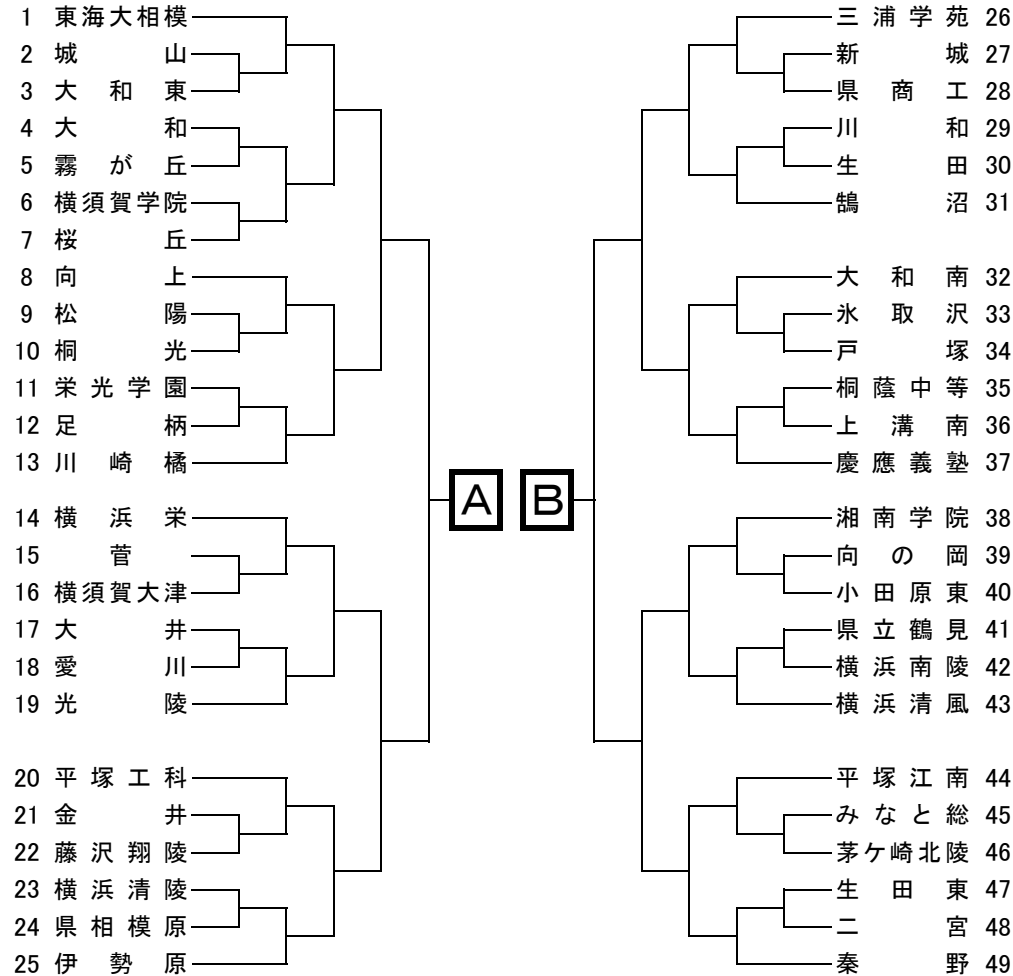 1 東海大相模
2 城山
3 大和東
4 大和
5 霧が丘
6 横須賀学院
7 桜丘
8 向上
9 松陽
10 桐光
11 栄光学園
12 足柄
13 川崎橘
14 横浜栄
15 菅
16 横須賀大津
17 大井
18 愛川
19 光陵
20 平塚工科
21 金井
22 藤沢翔陵
23 横浜清陵
24 県相模原
25 伊勢原
A B
三浦学苑 26
新城 27
県商工 28
川和 29
生田 30
鵠沼 31
大和南 32
氷取沢 33
戸塚 34
桐蔭中等 35
上溝南 36
慶應義塾 37
湘南学院 38
向の岡 39
小田原東 40
県立鶴見 41
横浜南陵 42
横浜清風 43
平塚江南 44
みなと総 45
茅ケ崎北陵 46
生田東 47
二宮 48
秦野 49